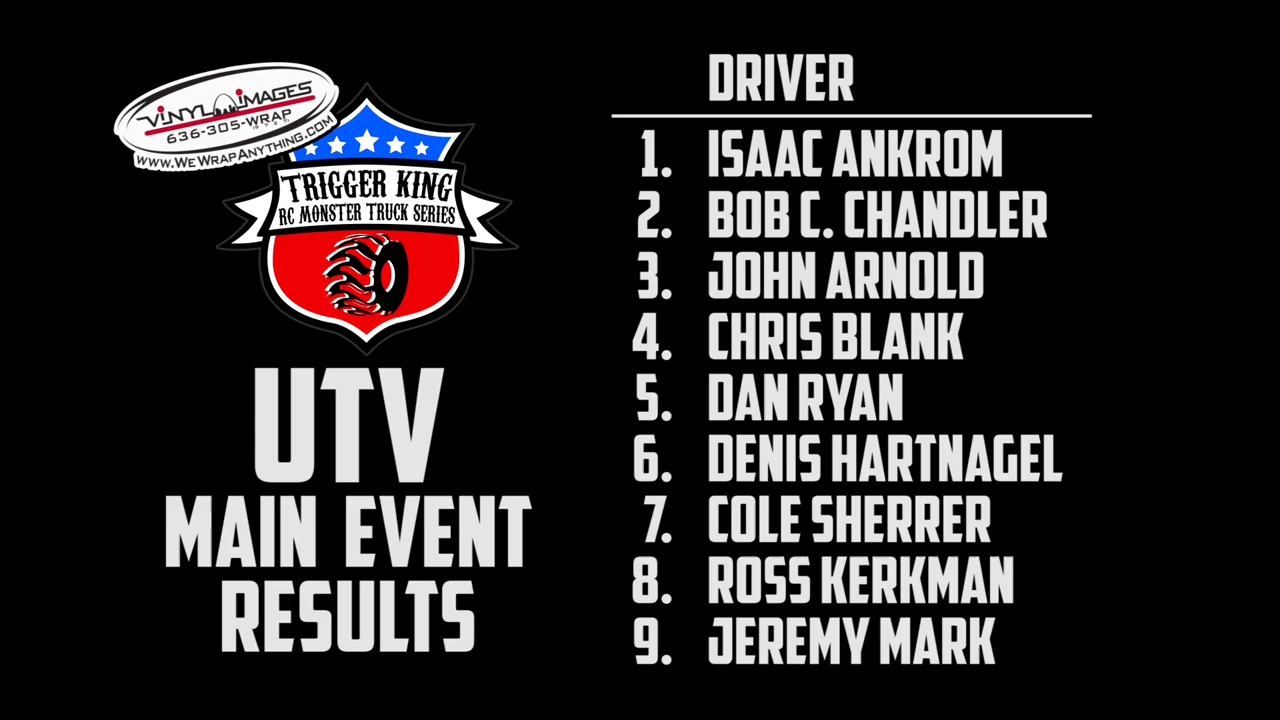 VINYL IMAGES
636-305-WRAP
WWW.WEWRAPANYTHING.COM
TRIGGER KING
RC MONSTER TRUCK SERIES
UTV
MAIN EVENT
RESULTS
DRIVER
1. ISAAC ANKROM
2. BOB C. CHANDLER
3. JOHN ARNOLD
4. CHRIS BLANK
5. DAN RYAN
6. DENIS HARTNAGEL
7. COLE SHERRER
8. ROSS KERKMAN
9. JEREMY MARK